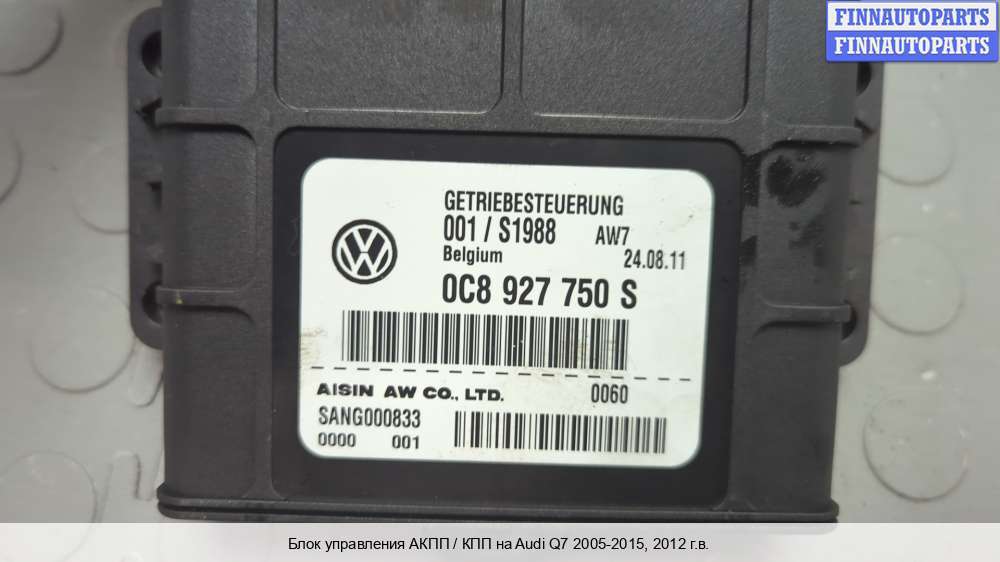 FINNAUTOPARTS
FINNAUTOPARTS
GETRIEBESTEUERUNG
001 / S1988 AW7
Belgium 24.08.11
0C8 927 750 S
AISIN AW CO., LTD. 0060
SANG000833
0000 001
Блок управления АКПП / КПП на Audi Q7 2005-2015, 2012 г.в.